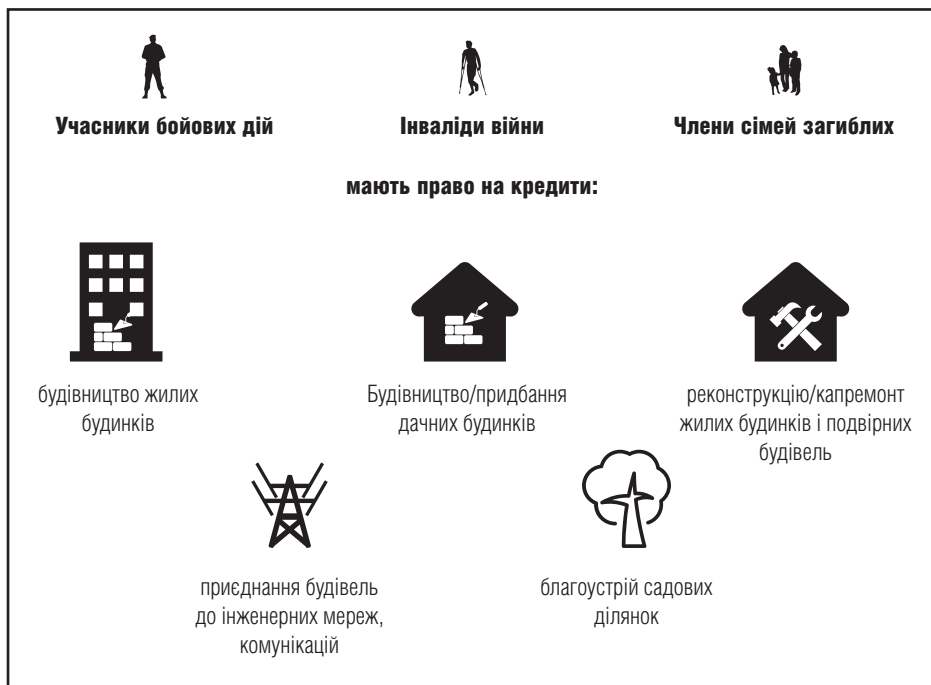 Учасники бойових дій
Інваліди війни
Члени сімей загиблих
мають право на кредити:
будівництво жилих
будинків
Будівництво/придбання
дачних будинків
реконструкцію/капремонт
жилих будинків і подвірних
будівель
приєднання будівель
до інженерних мереж,
комунікацій
благоустрій садових
ділянок